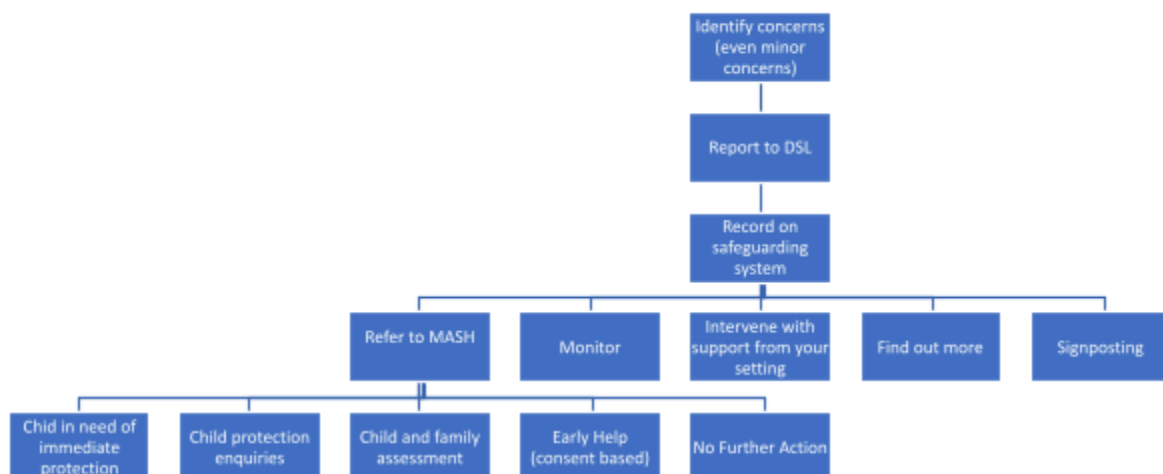 Identify concerns
(even minor
concerns)
Report to DSL
Record on
safeguarding
system
Refer to MASH
Monitor
Intervene with
support from your
setting
Find out more
Signposting
Chid in need of
immediate
protection
Child protection
enquiries
Child and family
assessment
Early Help
(consent based)
No Further Action